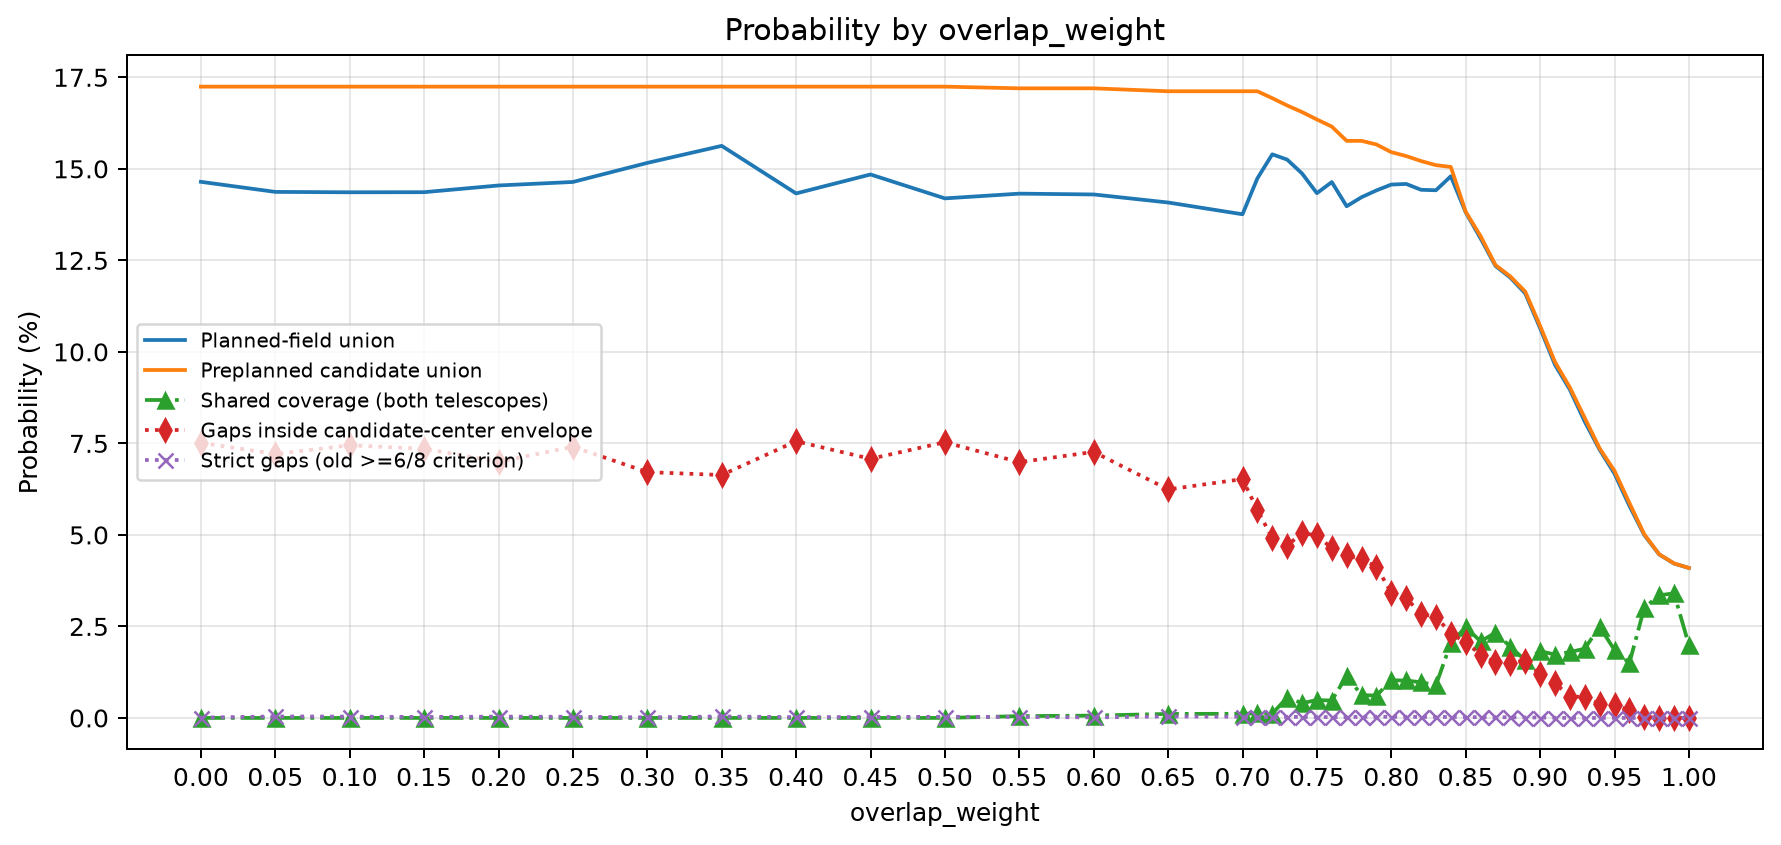 Probability by overlap_weight
Probability (%)
17.5
15.0
12.5
10.0
7.5
5.0
2.5
0.0
Planned-field union
Preplanned candidate union
Shared coverage (both telescopes)
Gaps inside candidate-center envelope
Strict gaps (old >=6/8 criterion)
0.00 0.05 0.10 0.15 0.20 0.25 0.30 0.35 0.40 0.45 0.50 0.55 0.60 0.65 0.70 0.75 0.80 0.85 0.90 0.95 1.00
overlap_weight